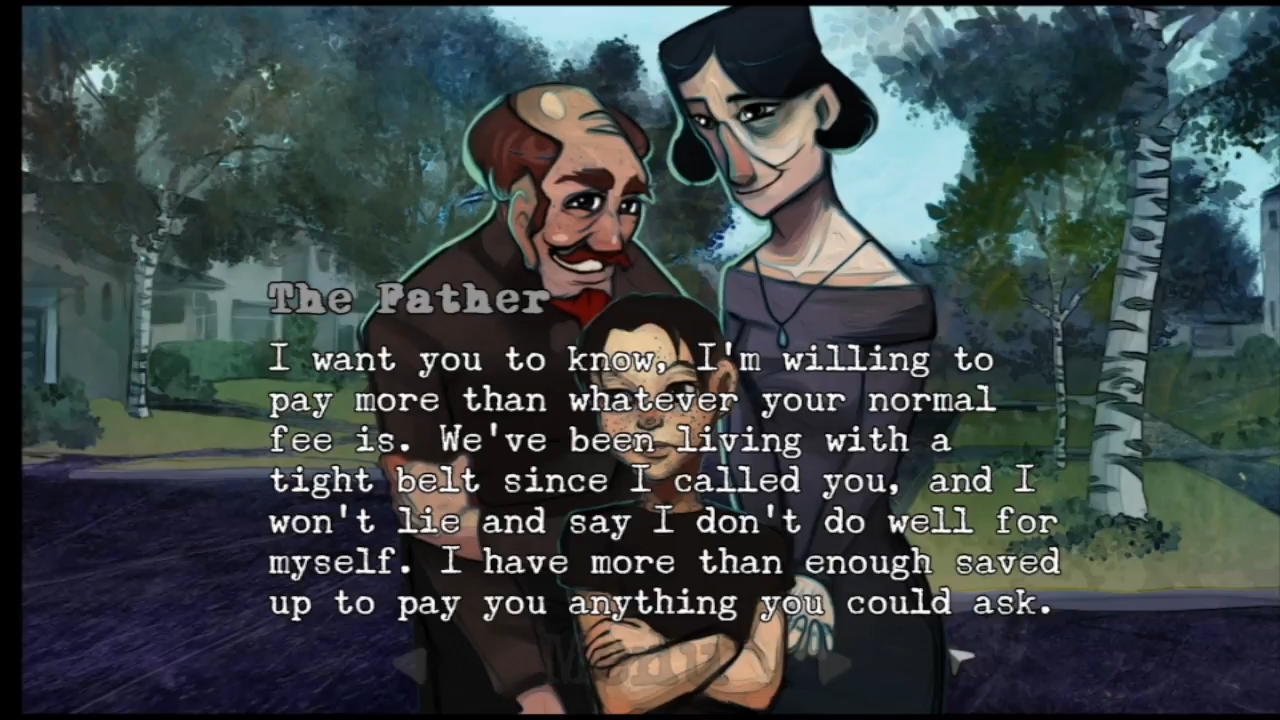 The Father
I want you to know, I'm willing to
pay more than whatever your normal
fee is. We've been living with a
tight belt since I called you, and I
won't lie and say I don't do well for
myself. I have more than enough saved
up to pay you anything you could ask.
Menu